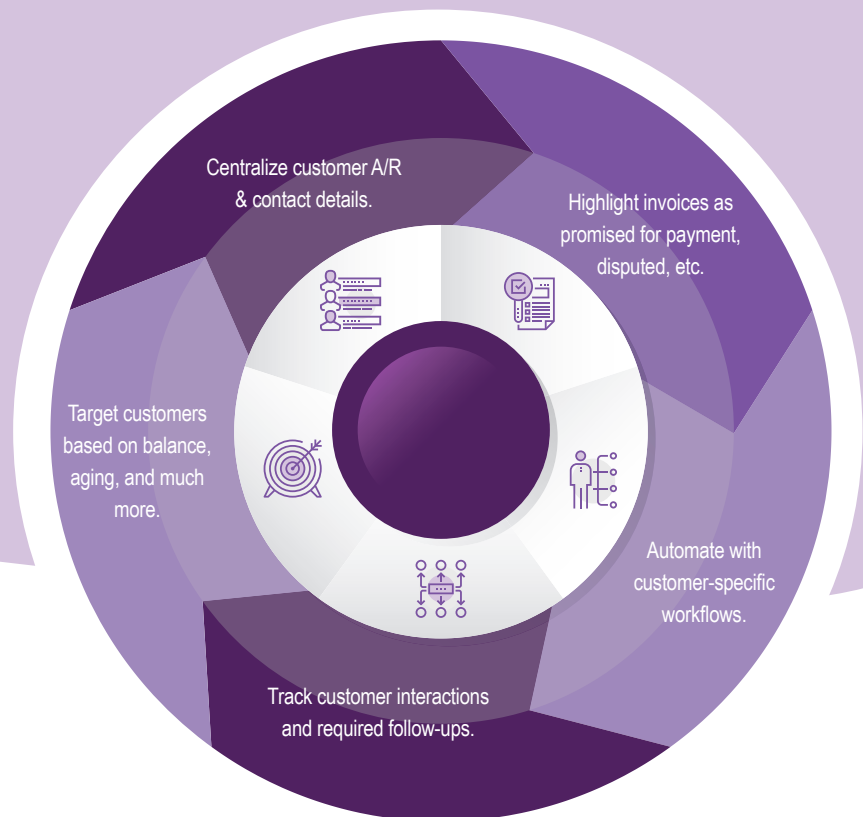 Centralize customer A/R
& contact details.
Highlight invoices as
promised for payment,
disputed, etc.
Automate with
customer-specific
workflows.
Track customer interactions
and required follow-ups.
Target customers
based on balance,
aging, and much
more.